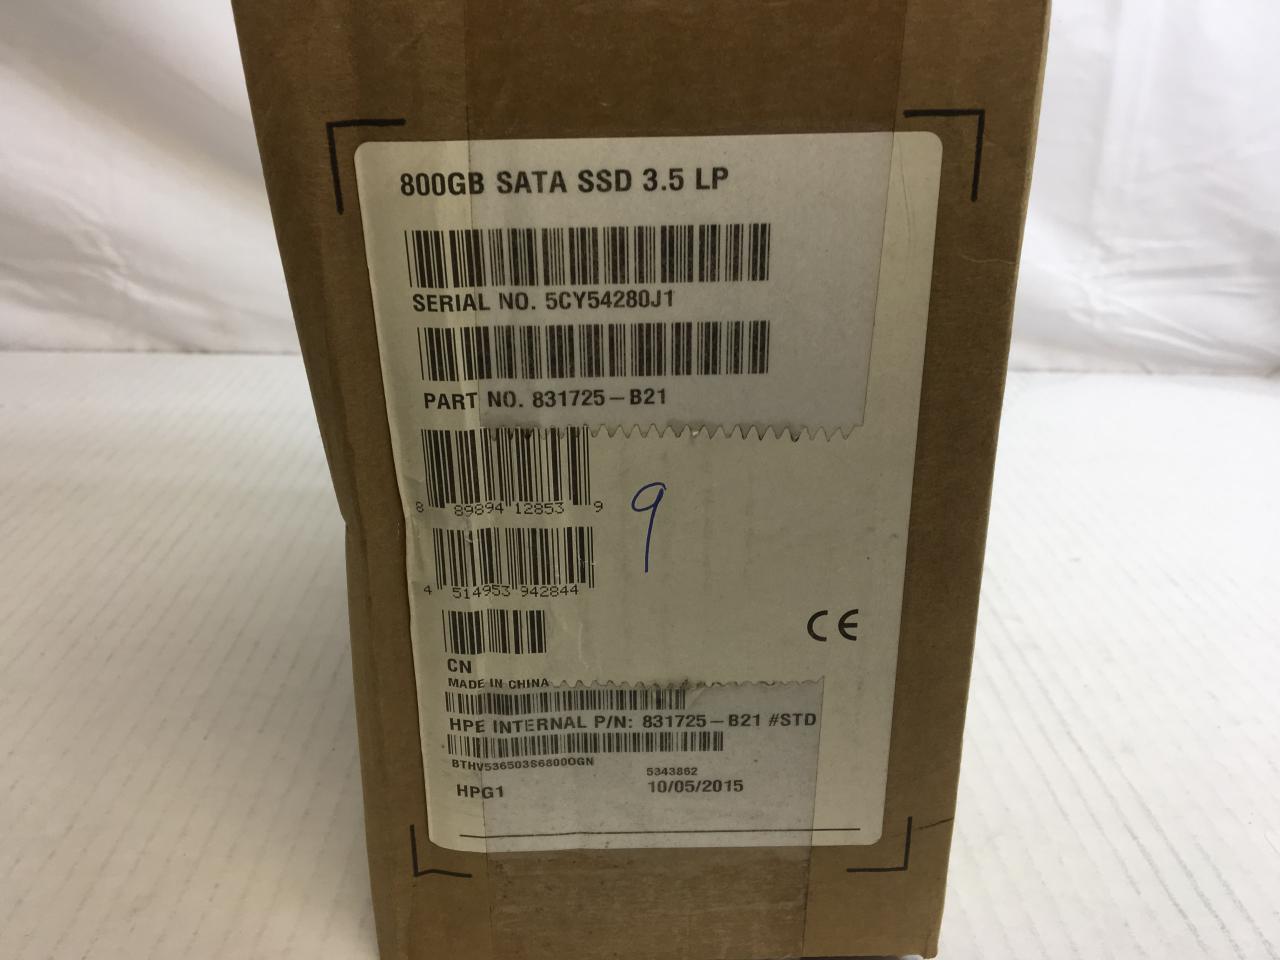 800GB SATA SSD 3.5 LP
SERIAL NO. 5CY54280J1
PART NO. 831725-B21
8 89894 12853 9
9
4 514953 942844
CE
CN
MADE IN CHINA
HPE INTERNAL P/N: 831725-B21 #STD
BTHV536503S6800OGN
5343862
HPG1 10/05/2015